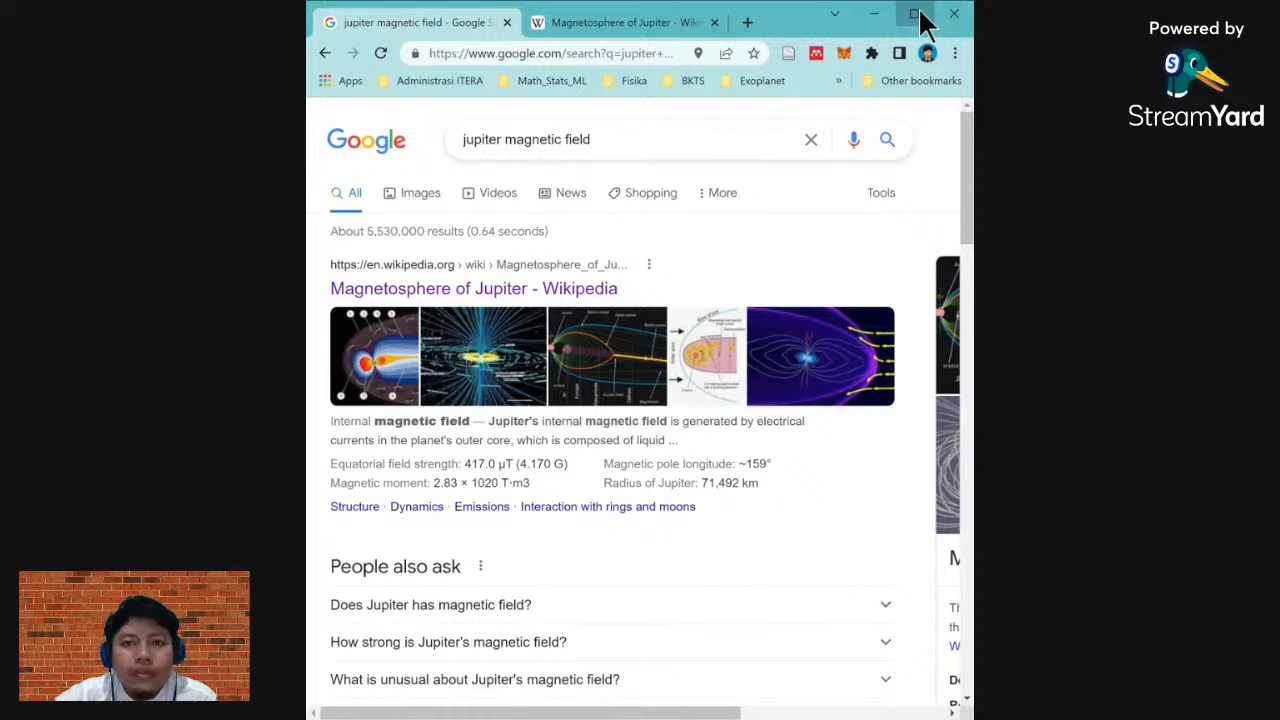 jupiter magnetic field - Google S
Magnetosphere of Jupiter - Wiki
Powered by
StreamYard
https://www.google.com/search?q=jupiter+...
Apps
Administrasi ITERA
Math_Stats_ML
Fisika
BKTS
Exoplanet
»
Other bookmarks
Google
jupiter magnetic field
All
Images
Videos
News
Shopping
More
Tools
About 5,530,000 results (0.64 seconds)
https://en.wikipedia.org › wiki › Magnetosphere_of_Ju...
Magnetosphere of Jupiter - Wikipedia
Internal magnetic field — Jupiter's internal magnetic field is generated by electrical
currents in the planet's outer core, which is composed of liquid ...
Equatorial field strength: 417.0 μT (4.170 G)
Magnetic pole longitude: ~159°
Magnetic moment: 2.83 × 1020 T·m3
Radius of Jupiter: 71,492 km
Structure · Dynamics · Emissions · Interaction with rings and moons
People also ask
Does Jupiter has magnetic field?
How strong is Jupiter's magnetic field?
What is unusual about Jupiter's magnetic field?